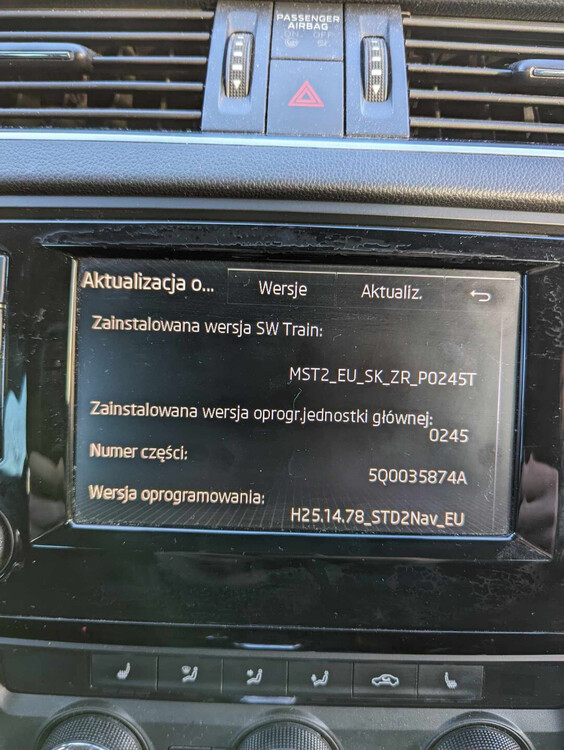 PASSENGER
AIRBAG
ON OFF
Aktualizacja o... Wersje Aktualiz.
Zainstalowana wersja SW Train:
MST2_EU_SK_ZR_P0245T
Zainstalowana wersja oprogr.jednostki głównej:
0245
Numer części:
5Q0035874A
Wersja oprogramowania:
H25.14.78_STD2Nav_EU